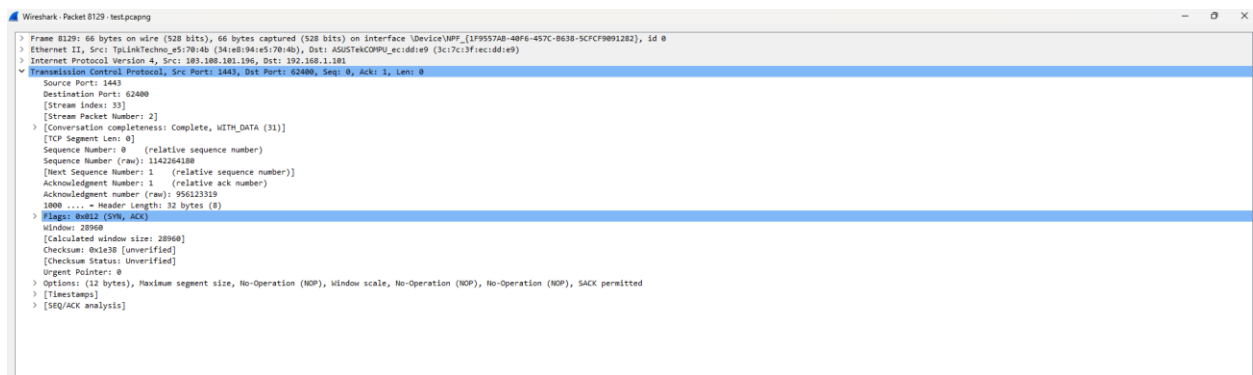 Wireshark · Packet 8129 · test.pcapng
> Frame 8129: 66 bytes on wire (528 bits), 66 bytes captured (528 bits) on interface \Device\NPF_{1F9557AB-40F6-457C-B638-5CFCF9091282}, id 0
> Ethernet II, Src: TpLinkTechno_e5:70:4b (34:e8:94:e5:70:4b), Dst: ASUSTekCOMPU_ec:dd:e9 (3c:7c:3f:ec:dd:e9)
> Internet Protocol Version 4, Src: 103.108.101.196, Dst: 192.168.1.101
Transmission Control Protocol, Src Port: 1443, Dst Port: 62400, Seq: 0, Ack: 1, Len: 0
Source Port: 1443
Destination Port: 62400
[Stream index: 33]
[Stream Packet Number: 2]
> [Conversation completeness: Complete, WITH_DATA (31)]
[TCP Segment Len: 0]
Sequence Number: 0 (relative sequence number)
Sequence Number (raw): 1142264180
[Next Sequence Number: 1 (relative sequence number)]
Acknowledgment Number: 1 (relative ack number)
Acknowledgment number (raw): 956123319
1000 .... = Header Length: 32 bytes (8)
> Flags: 0x012 (SYN, ACK)
Window: 28960
[Calculated window size: 28960]
Checksum: 0x1e38 [unverified]
[Checksum Status: Unverified]
Urgent Pointer: 0
> Options: (12 bytes), Maximum segment size, No-Operation (NOP), Window scale, No-Operation (NOP), No-Operation (NOP), SACK permitted
> [Timestamps]
> [SEQ/ACK analysis]